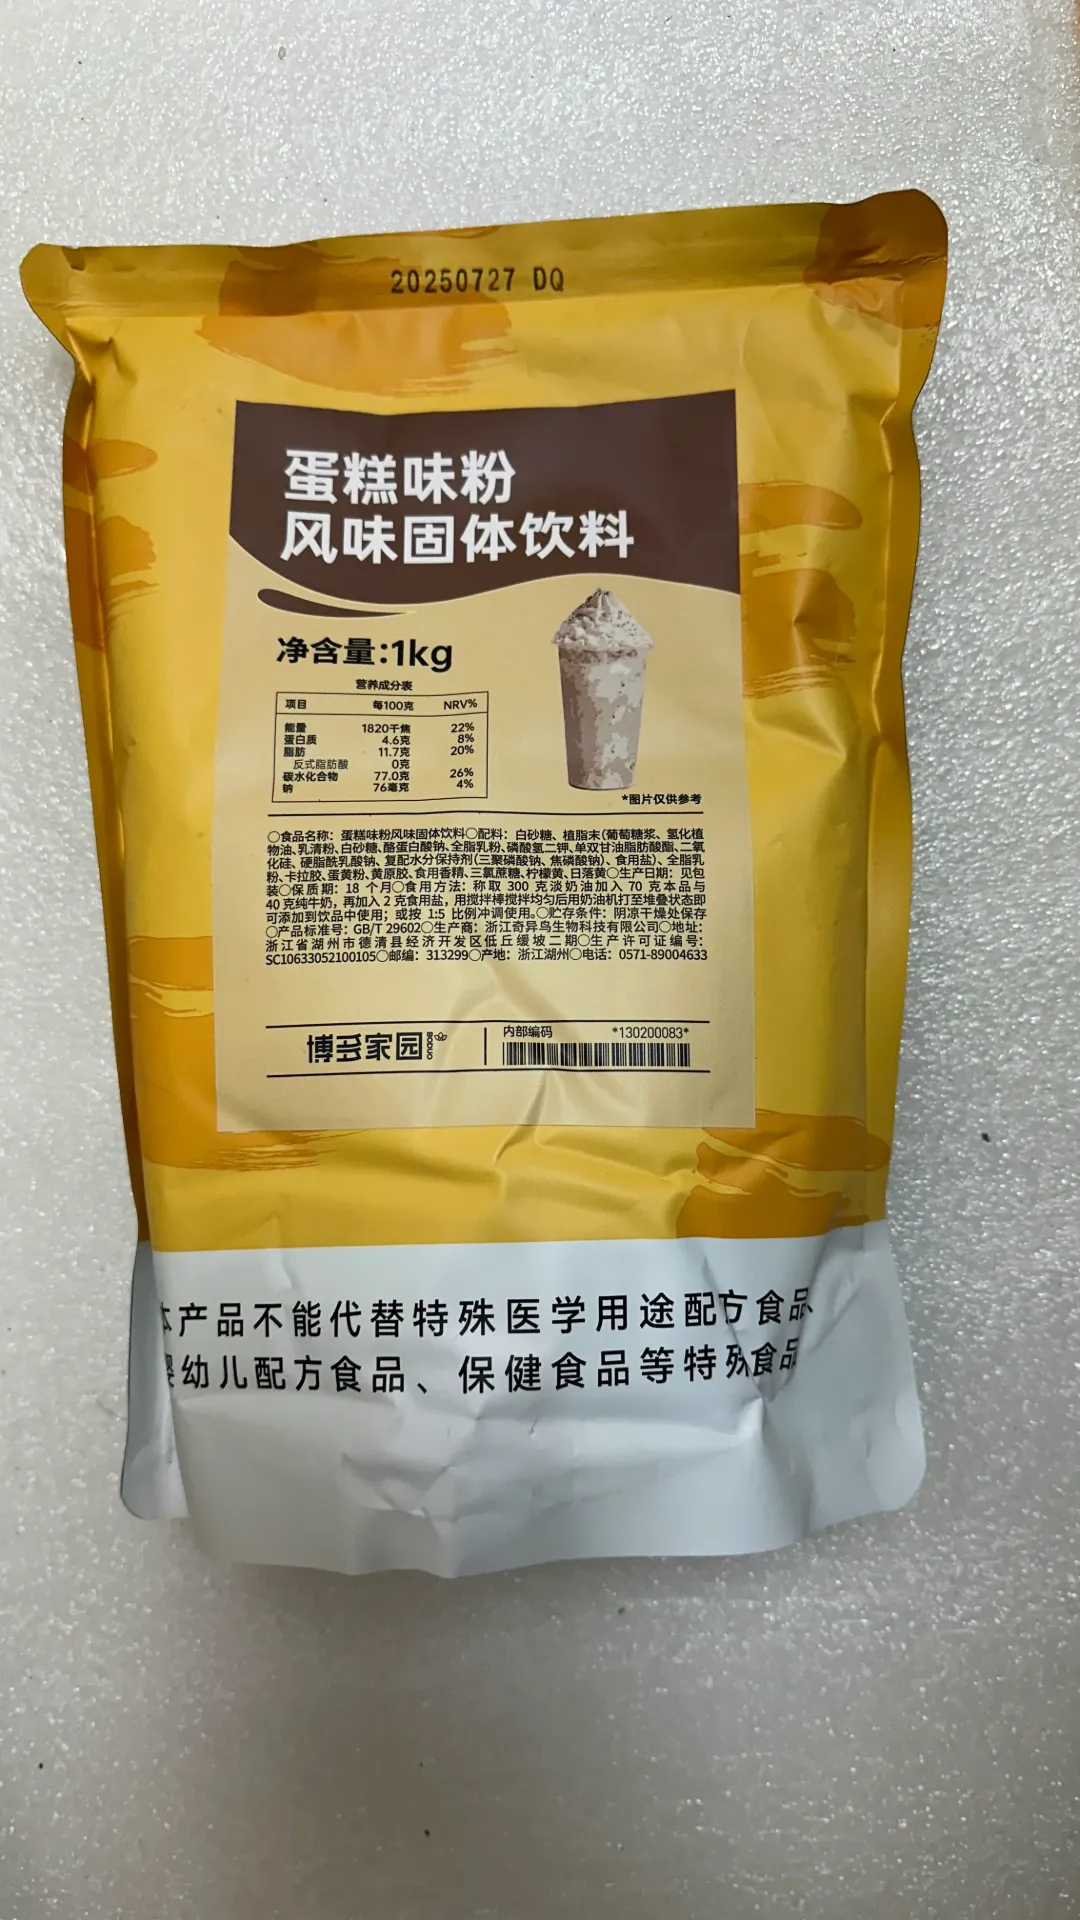 20250727 DQ
蛋糕味粉
风味固体饮料
净含量:1kg
营养成分表
项目 每100克 NRV%
能量 1820千焦 22%
蛋白质 4.6克 8%
脂肪 11.7克 20%
反式脂肪酸 0克
碳水化合物 77.0克 26%
钠 76毫克 4%
*图片仅供参考
○食品名称：蛋糕味粉风味固体饮料○配料：白砂糖、植脂末（葡萄糖浆、氢化植
物油、乳清粉、白砂糖、酪蛋白酸钠、全脂乳粉、磷酸氢二钾、单双甘油脂肪酸酯、二氧
化硅、硬脂酰乳酸钠、复配水分保持剂（三聚磷酸钠、焦磷酸钠）、食用盐）、全脂乳
粉、卡拉胶、蛋黄粉、黄原胶、食用香精、三氯蔗糖、柠檬黄、日落黄○生产日期：见包
装○保质期：18 个月○食用方法：称取 300 克淡奶油加入 70 克本品与
40 克纯牛奶，再加入 2 克食用盐，用搅拌棒搅拌均匀后用奶油机打至堆叠状态即
可添加到饮品中使用；或按 1:5 比例冲调使用。○贮存条件：阴凉干燥处保存
○产品标准号：GB/T 29602○生产商：浙江奇异鸟生物科技有限公司○地址：
浙江省湖州市德清县经济开发区低丘缓坡二期○生产许可证编号：
SC10633052100105○邮编：313299○产地：浙江湖州○电话：0571-89004633
博多家园 BODUO
内部编码 *130200083*
本产品不能代替特殊医学用途配方食品、
婴幼儿配方食品、保健食品等特殊食品